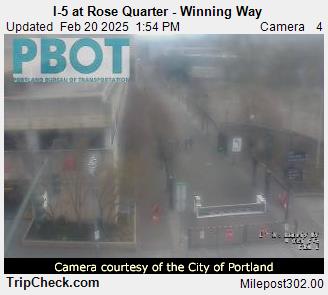 I-5 at Rose Quarter - Winning Way
Updated Feb 20 2025 1:54 PM Camera 4
PBOT
PORTLAND BUREAU OF TRANSPORTATION
Camera courtesy of the City of Portland
TripCheck.com Milepost302.00